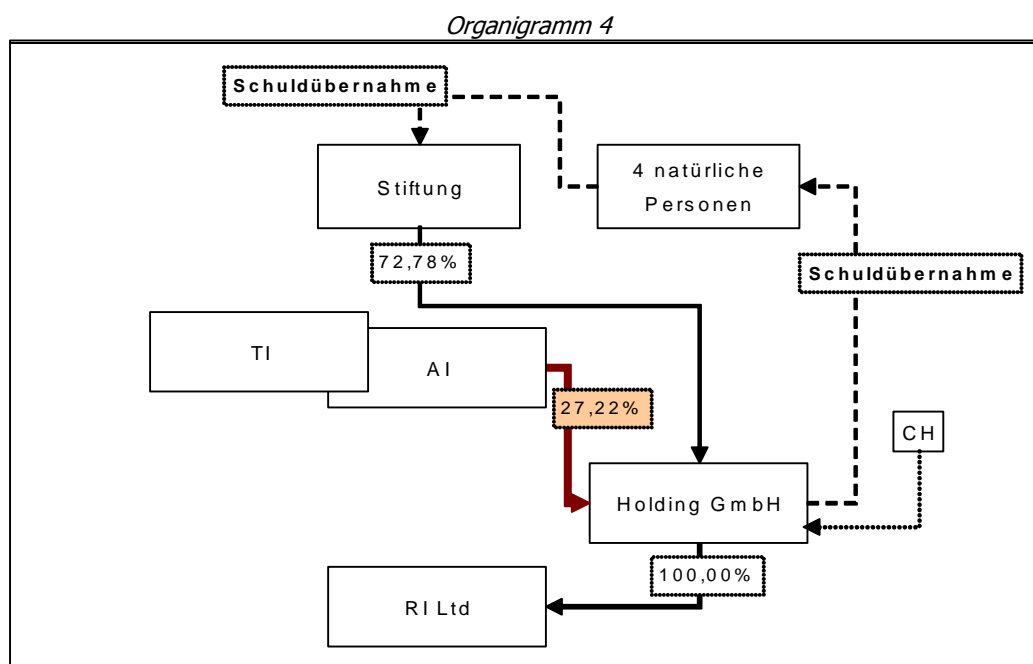 Organigramm 4
Schuldübernahme
Stiftung
4 natürliche
Personen
72,78%
Schuldübernahme
TI
AI
27,22%
CH
Holding GmbH
100,00%
RI Ltd